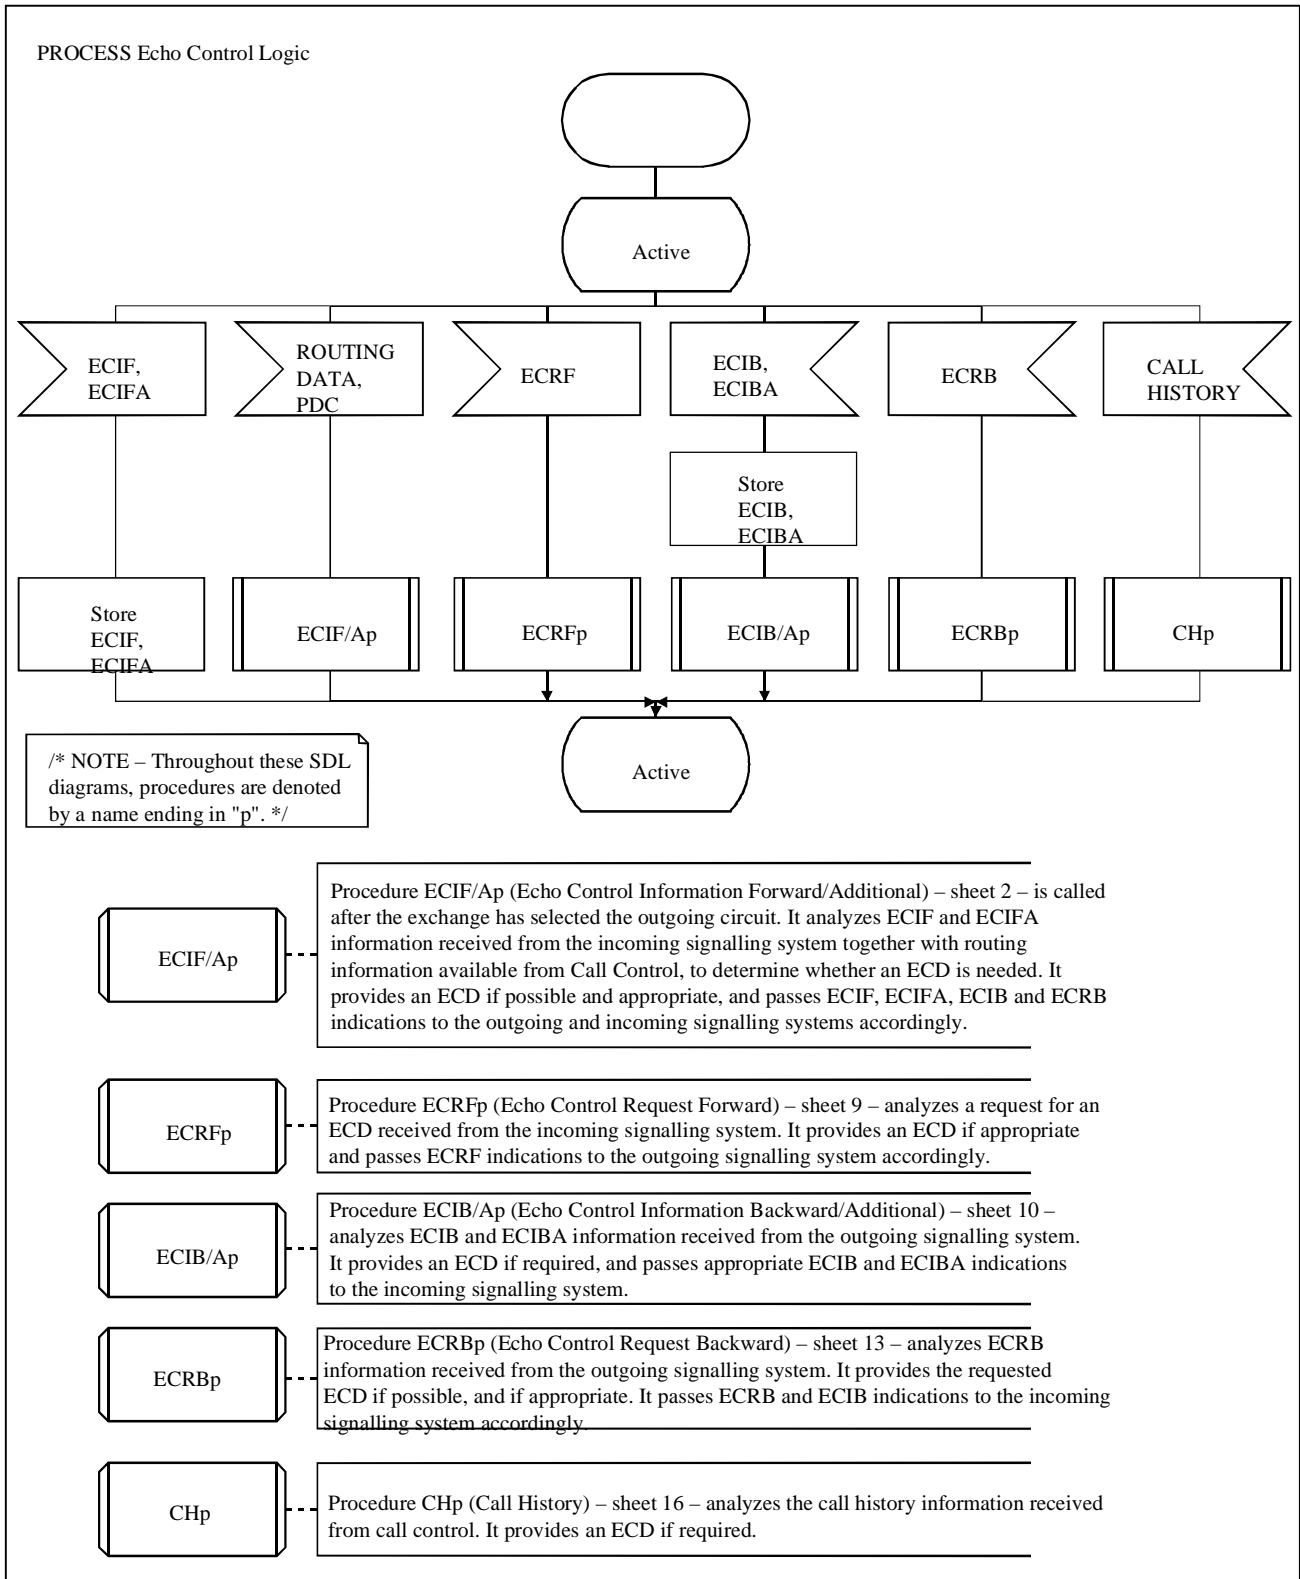 PROCESS Echo Control Logic
Active
ECIF,
ECIFA
ROUTING
DATA,
PDC
ECRF
ECIB,
ECIBA
ECRB
CALL
HISTORY
Store
ECIB,
ECIBA
Store
ECIF,
ECIFA
ECIF/Ap
ECRFp
ECIB/Ap
ECRBp
CHp
Active
/* NOTE – Throughout these SDL
diagrams, procedures are denoted
by a name ending in "p". */
ECIF/Ap
Procedure ECIF/Ap (Echo Control Information Forward/Additional) – sheet 2 – is called
after the exchange has selected the outgoing circuit. It analyzes ECIF and ECIFA
information received from the incoming signalling system together with routing
information available from Call Control, to determine whether an ECD is needed. It
provides an ECD if possible and appropriate, and passes ECIF, ECIFA, ECIB and ECRB
indications to the outgoing and incoming signalling systems accordingly.
ECRFp
Procedure ECRFp (Echo Control Request Forward) – sheet 9 – analyzes a request for an
ECD received from the incoming signalling system. It provides an ECD if appropriate
and passes ECRF indications to the outgoing signalling system accordingly.
ECIB/Ap
Procedure ECIB/Ap (Echo Control Information Backward/Additional) – sheet 10 –
analyzes ECIB and ECIBA information received from the outgoing signalling system.
It provides an ECD if required, and passes appropriate ECIB and ECIBA indications
to the incoming signalling system.
ECRBp
Procedure ECRBp (Echo Control Request Backward) – sheet 13 – analyzes ECRB
information received from the outgoing signalling system. It provides the requested
ECD if possible, and if appropriate. It passes ECRB and ECIB indications to the incoming
signalling system accordingly.
CHp
Procedure CHp (Call History) – sheet 16 – analyzes the call history information received
from call control. It provides an ECD if required.